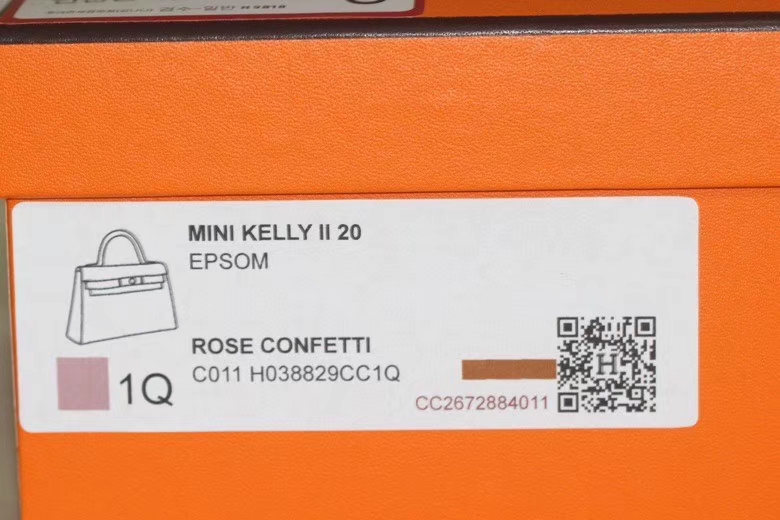 MINI KELLY II 20
EPSOM
ROSE CONFETTI
1Q
C011 H038829CC1Q
CC2672884011
H